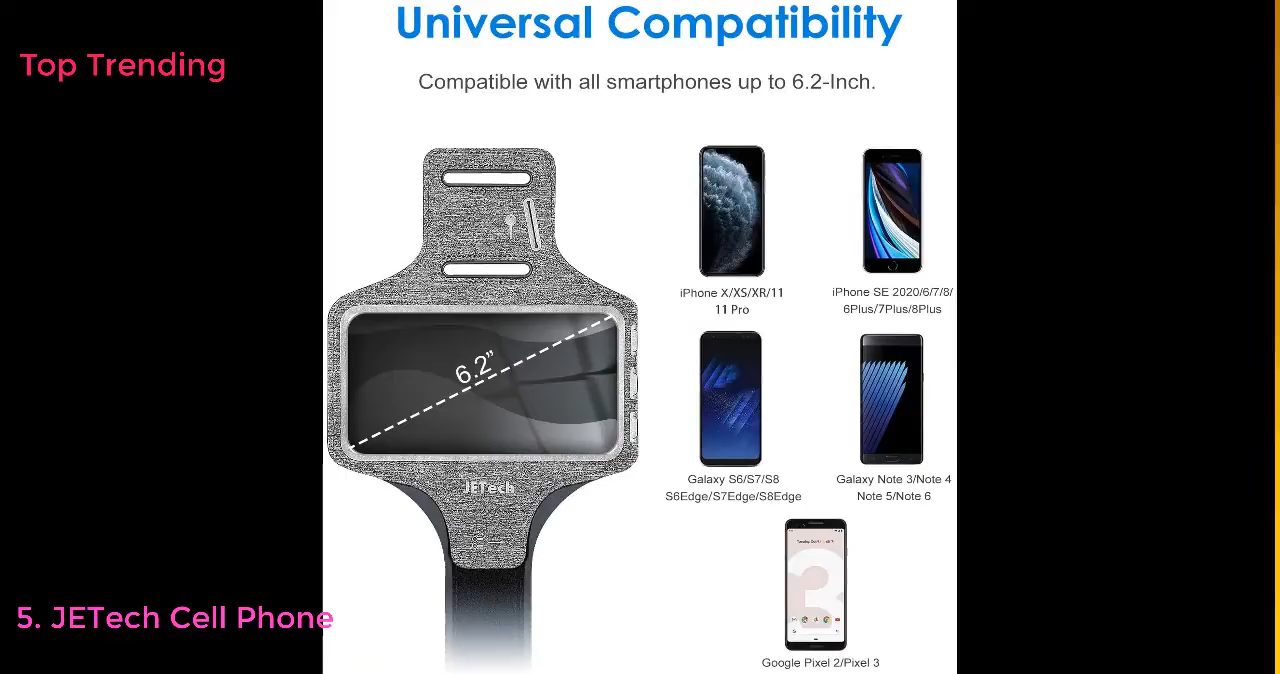 Universal Compatibility
Top Trending
Compatible with all smartphones up to 6.2-Inch.
6.2”
iPhone X/XS/XR/11
11 Pro
iPhone SE 2020/6/7/8/
6Plus/7Plus/8Plus
Galaxy S6/S7/S8
S6Edge/S7Edge/S8Edge
Galaxy Note 3/Note 4
Note 5/Note 6
JETech
5. JETech Cell Phone
Google Pixel 2/Pixel 3